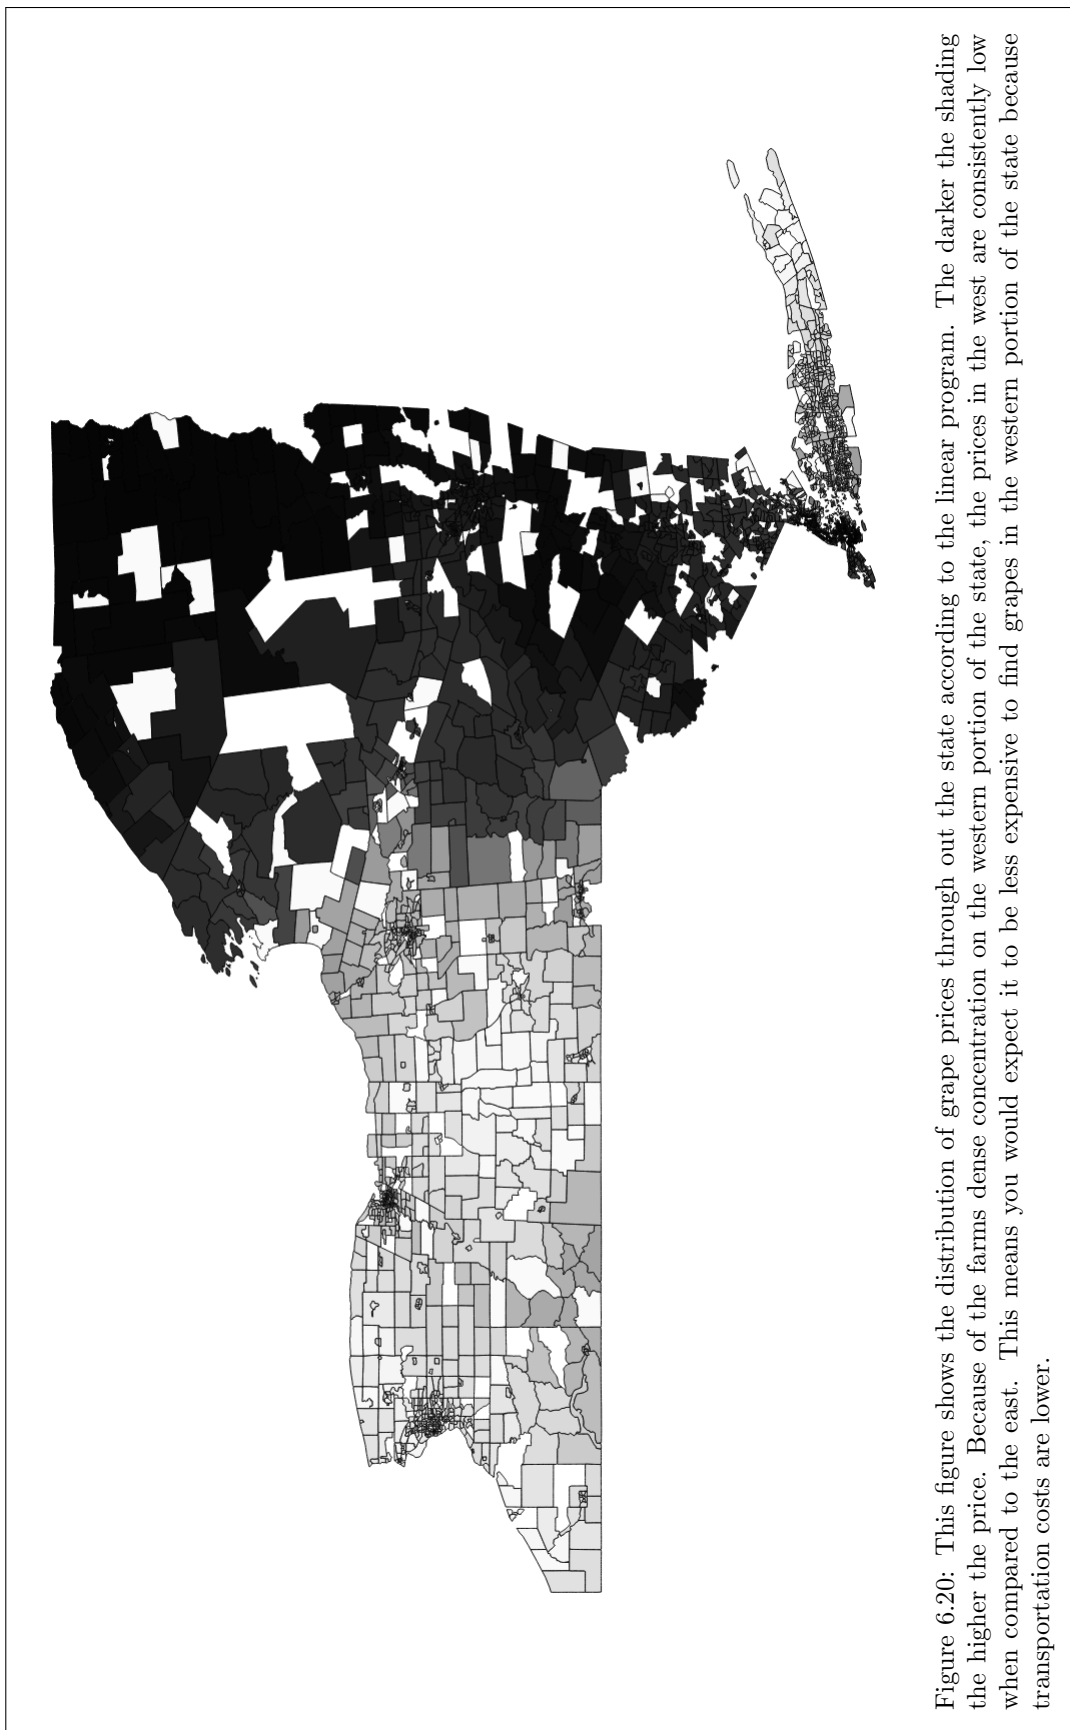 Figure 6.20: This figure shows the distribution of grape prices through out the state according to the linear program. The darker the shading
the higher the price. Because of the farms dense concentration on the western portion of the state, the prices in the west are consistently low
when compared to the east. This means you would expect it to be less expensive to find grapes in the western portion of the state because
transportation costs are lower.